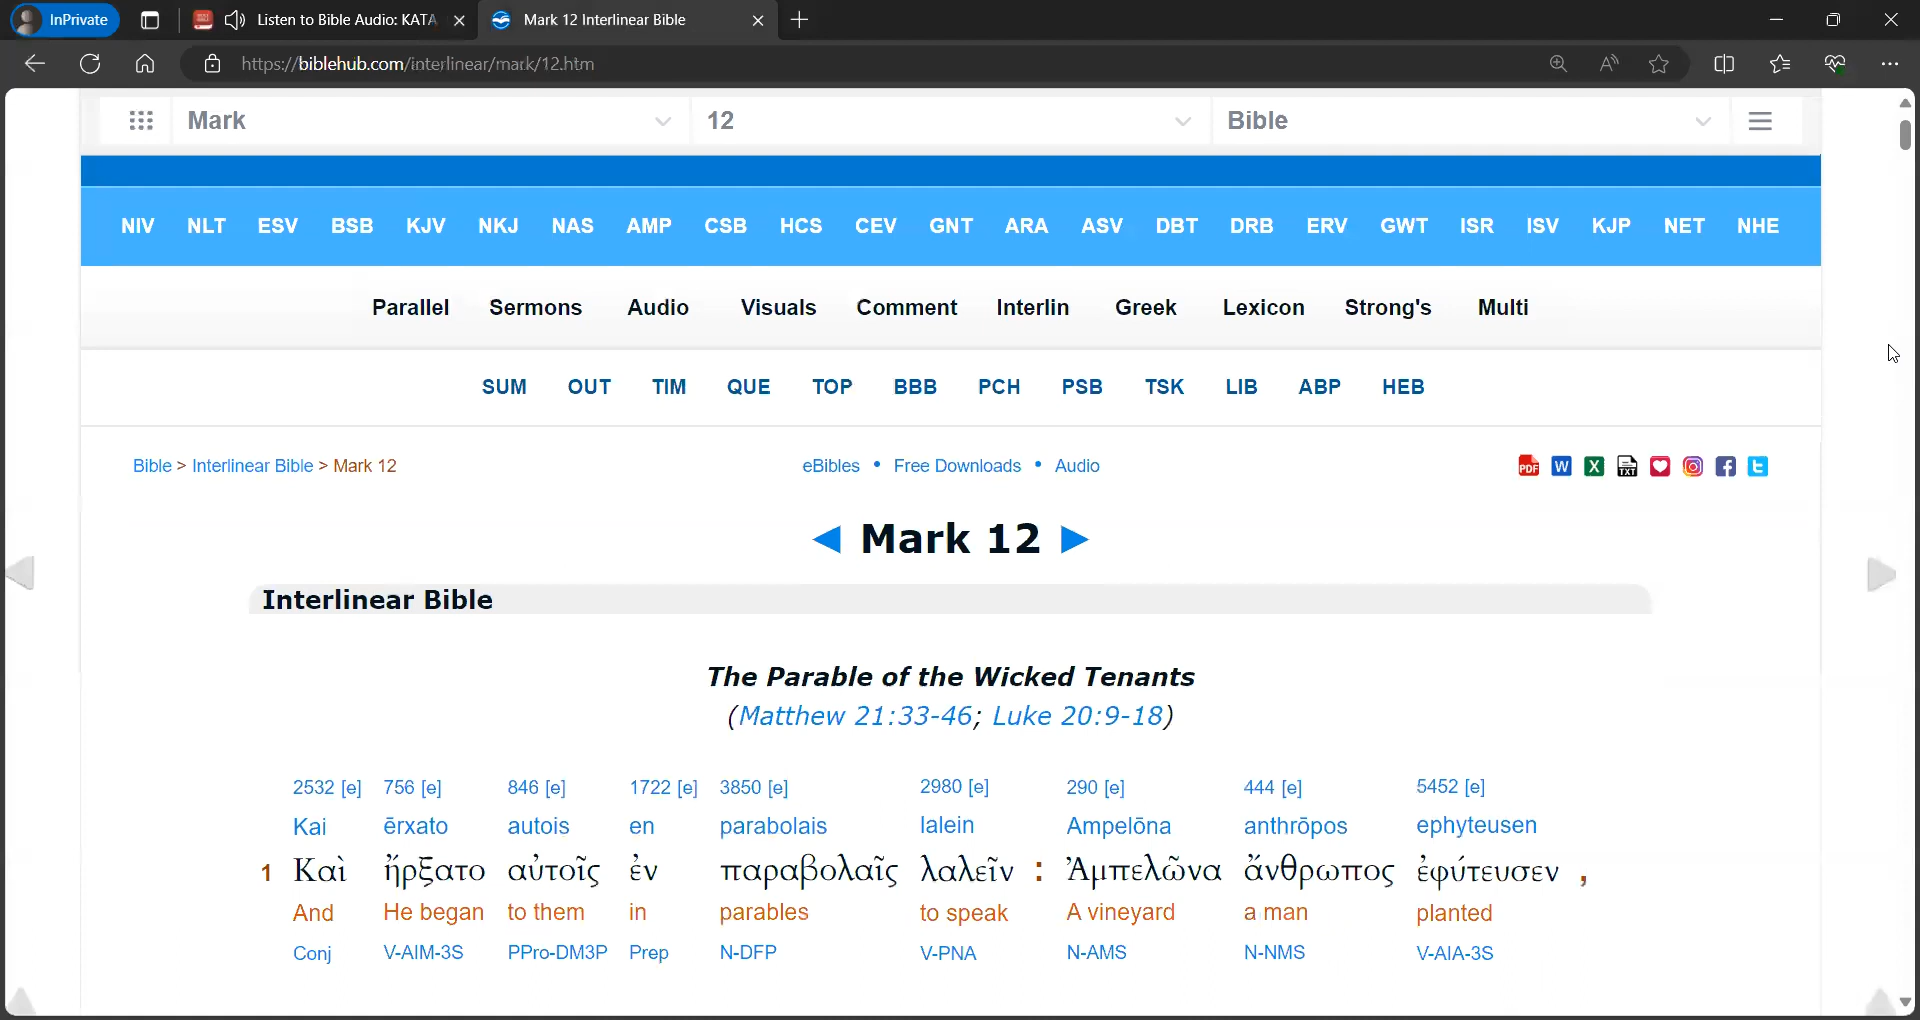 InPrivate Listen to Bible Audio: KATA Mark 12 Interlinear Bible
https://biblehub.com/interlinear/mark/12.htm
Mark 12 Bible
NIV NLT ESV BSB KJV NKJ NAS AMP CSB HCS CEV GNT ARA ASV DBT DRB ERV GWT ISR ISV KJP NET NHE
Parallel Sermons Audio Visuals Comment Interlin Greek Lexicon Strong's Multi
SUM OUT TIM QUE TOP BBB PCH PSB TSK LIB ABP HEB
Bible > Interlinear Bible > Mark 12 eBibles • Free Downloads • Audio PDF W X TXT
◄ Mark 12 ►
Interlinear Bible
The Parable of the Wicked Tenants
(Matthew 21:33-46; Luke 20:9-18)
2532 [e] 756 [e] 846 [e] 1722 [e] 3850 [e] 2980 [e] 290 [e] 444 [e] 5452 [e]
Kai ērxato autois en parabolais lalein Ampelōna anthrōpos ephyteusen
1 Καὶ ἤρξατο αὐτοῖς ἐν παραβολαῖς λαλεῖν : Ἀμπελῶνα ἄνθρωπος ἐφύτευσεν ,
And He began to them in parables to speak A vineyard a man planted
Conj V-AIM-3S PPro-DM3P Prep N-DFP V-PNA N-AMS N-NMS V-AIA-3S